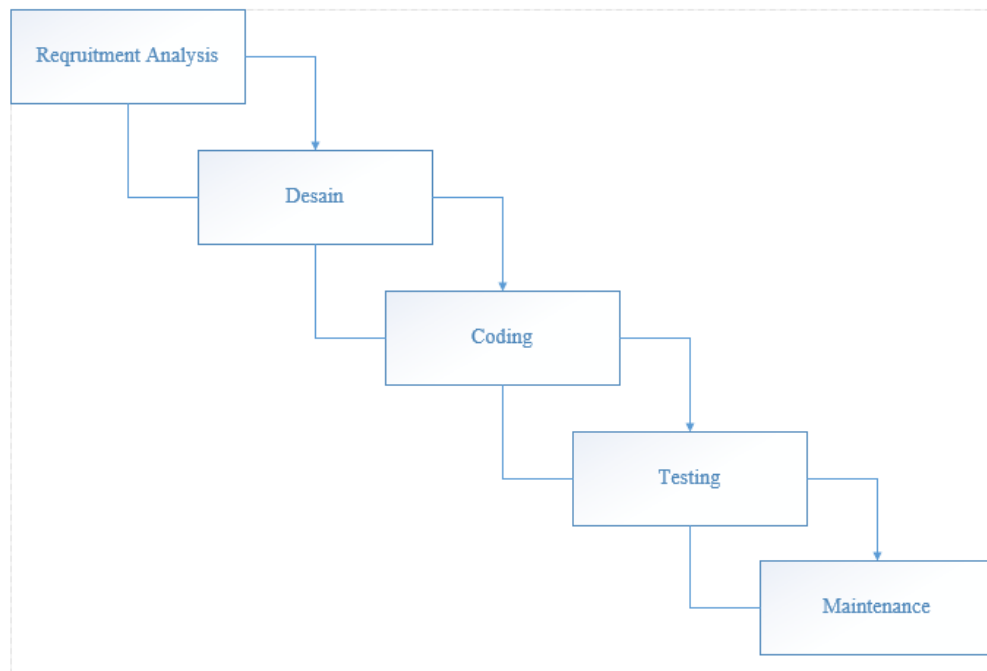 Reqruitment Analysis
Desain
Coding
Testing
Maintenance